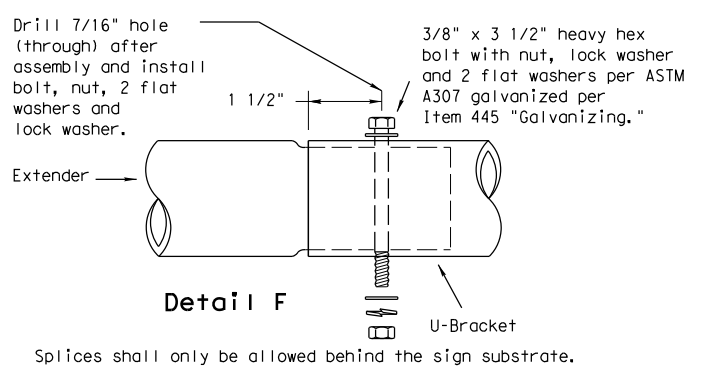 Drill 7/16" hole
(through) after
assembly and install
bolt, nut, 2 flat
washers and
lock washer.
1 1/2"
3/8" x 3 1/2" heavy hex
bolt with nut, lock washer
and 2 flat washers per ASTM
A307 galvanized per
Item 445 "Galvanizing."
Extender
Detail F
U-Bracket
Splices shall only be allowed behind the sign substrate.